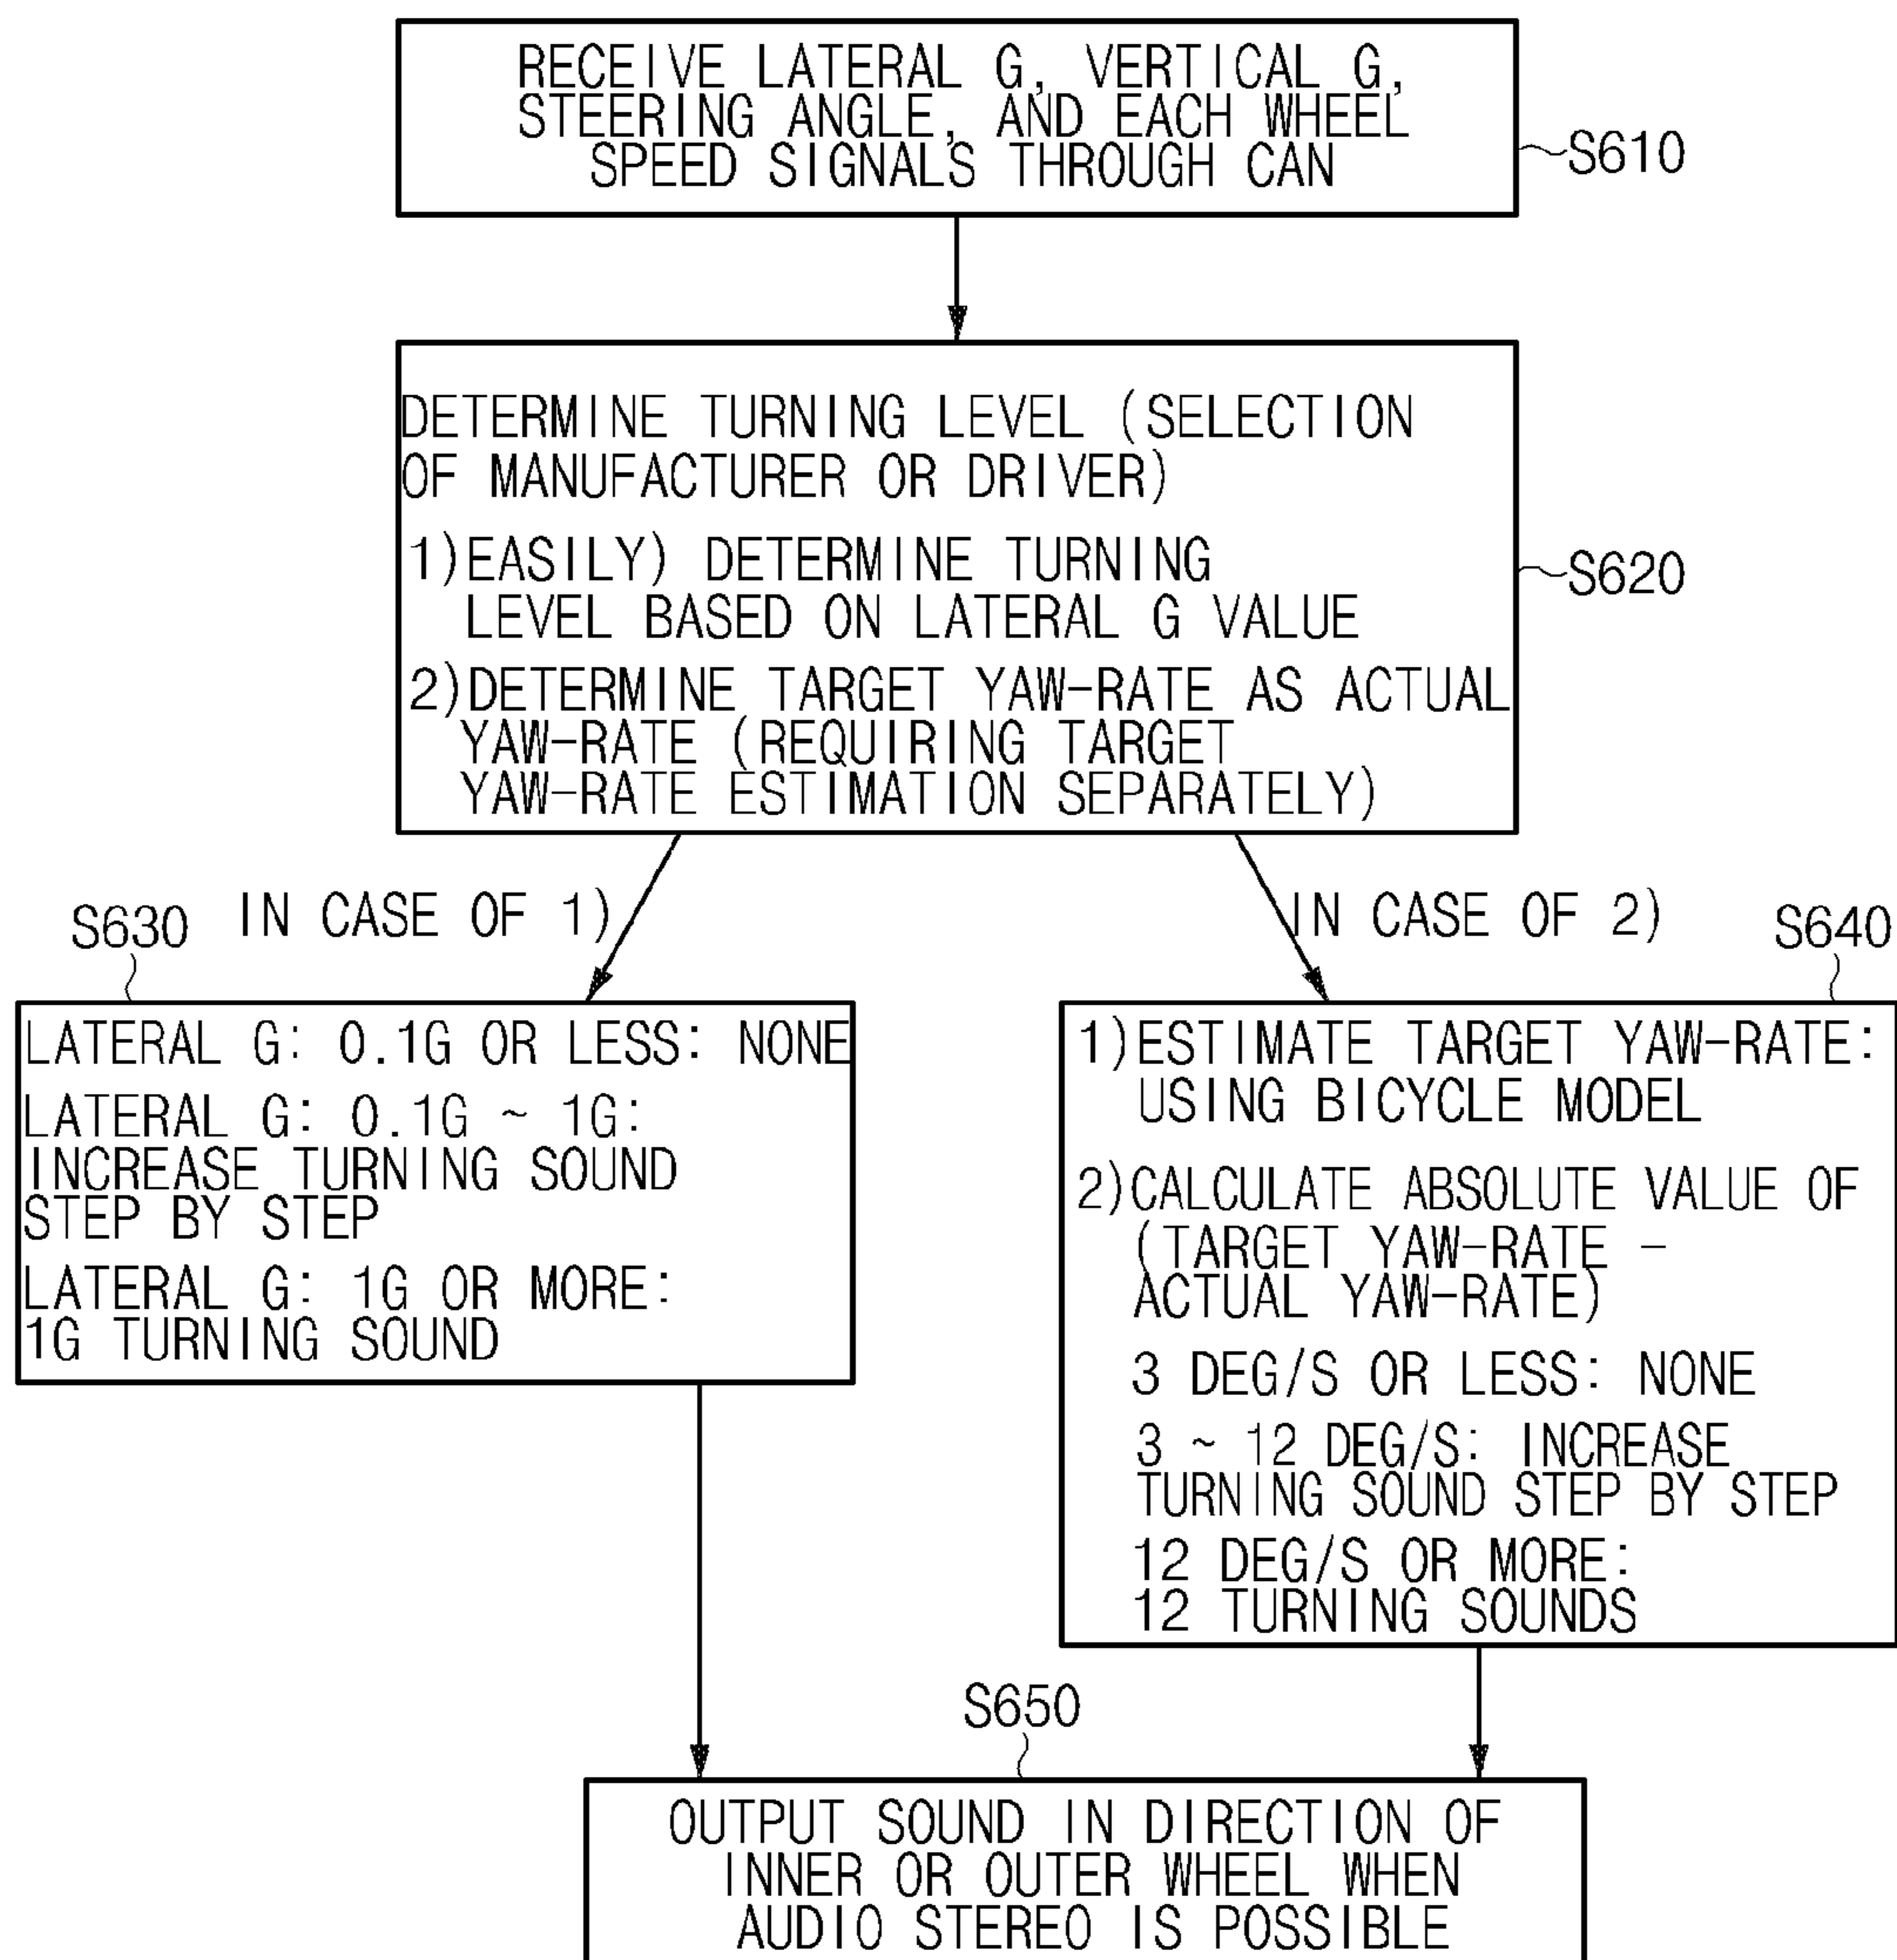 RECEIVE LATERAL G, VERTICAL G,
STEERING ANGLE, AND EACH WHEEL
SPEED SIGNALS THROUGH CAN
S610
DETERMINE TURNING LEVEL (SELECTION
OF MANUFACTURER OR DRIVER)
1)EASILY) DETERMINE TURNING
LEVEL BASED ON LATERAL G VALUE
2)DETERMINE TARGET YAW-RATE AS ACTUAL
YAW-RATE (REQUIRING TARGET
YAW-RATE ESTIMATION SEPARATELY)
S620
IN CASE OF 1)
IN CASE OF 2)
S630
LATERAL G: 0.1G OR LESS: NONE
LATERAL G: 0.1G ~ 1G:
INCREASE TURNING SOUND
STEP BY STEP
LATERAL G: 1G OR MORE:
1G TURNING SOUND
S640
1)ESTIMATE TARGET YAW-RATE:
USING BICYCLE MODEL
2)CALCULATE ABSOLUTE VALUE OF
(TARGET YAW-RATE -
ACTUAL YAW-RATE)
3 DEG/S OR LESS: NONE
3 ~ 12 DEG/S: INCREASE
TURNING SOUND STEP BY STEP
12 DEG/S OR MORE:
12 TURNING SOUNDS
S650
OUTPUT SOUND IN DIRECTION OF
INNER OR OUTER WHEEL WHEN
AUDIO STEREO IS POSSIBLE